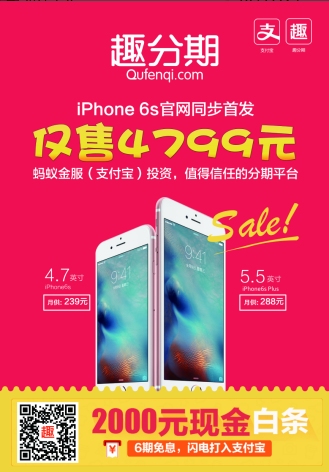 趣分期
Qufenqi.com
支 趣
支付宝 趣分期
iPhone 6s官网同步首发
仅售4799元
蚂蚁金服（支付宝）投资，值得信任的分期平台
Sale!
4.7英寸
iPhone6s
月供: 239元
9:41
9:41
5.5英寸
iPhone6s Plus
月供: 288元
趣
2000元现金白条
6期免息，闪电打入支付宝